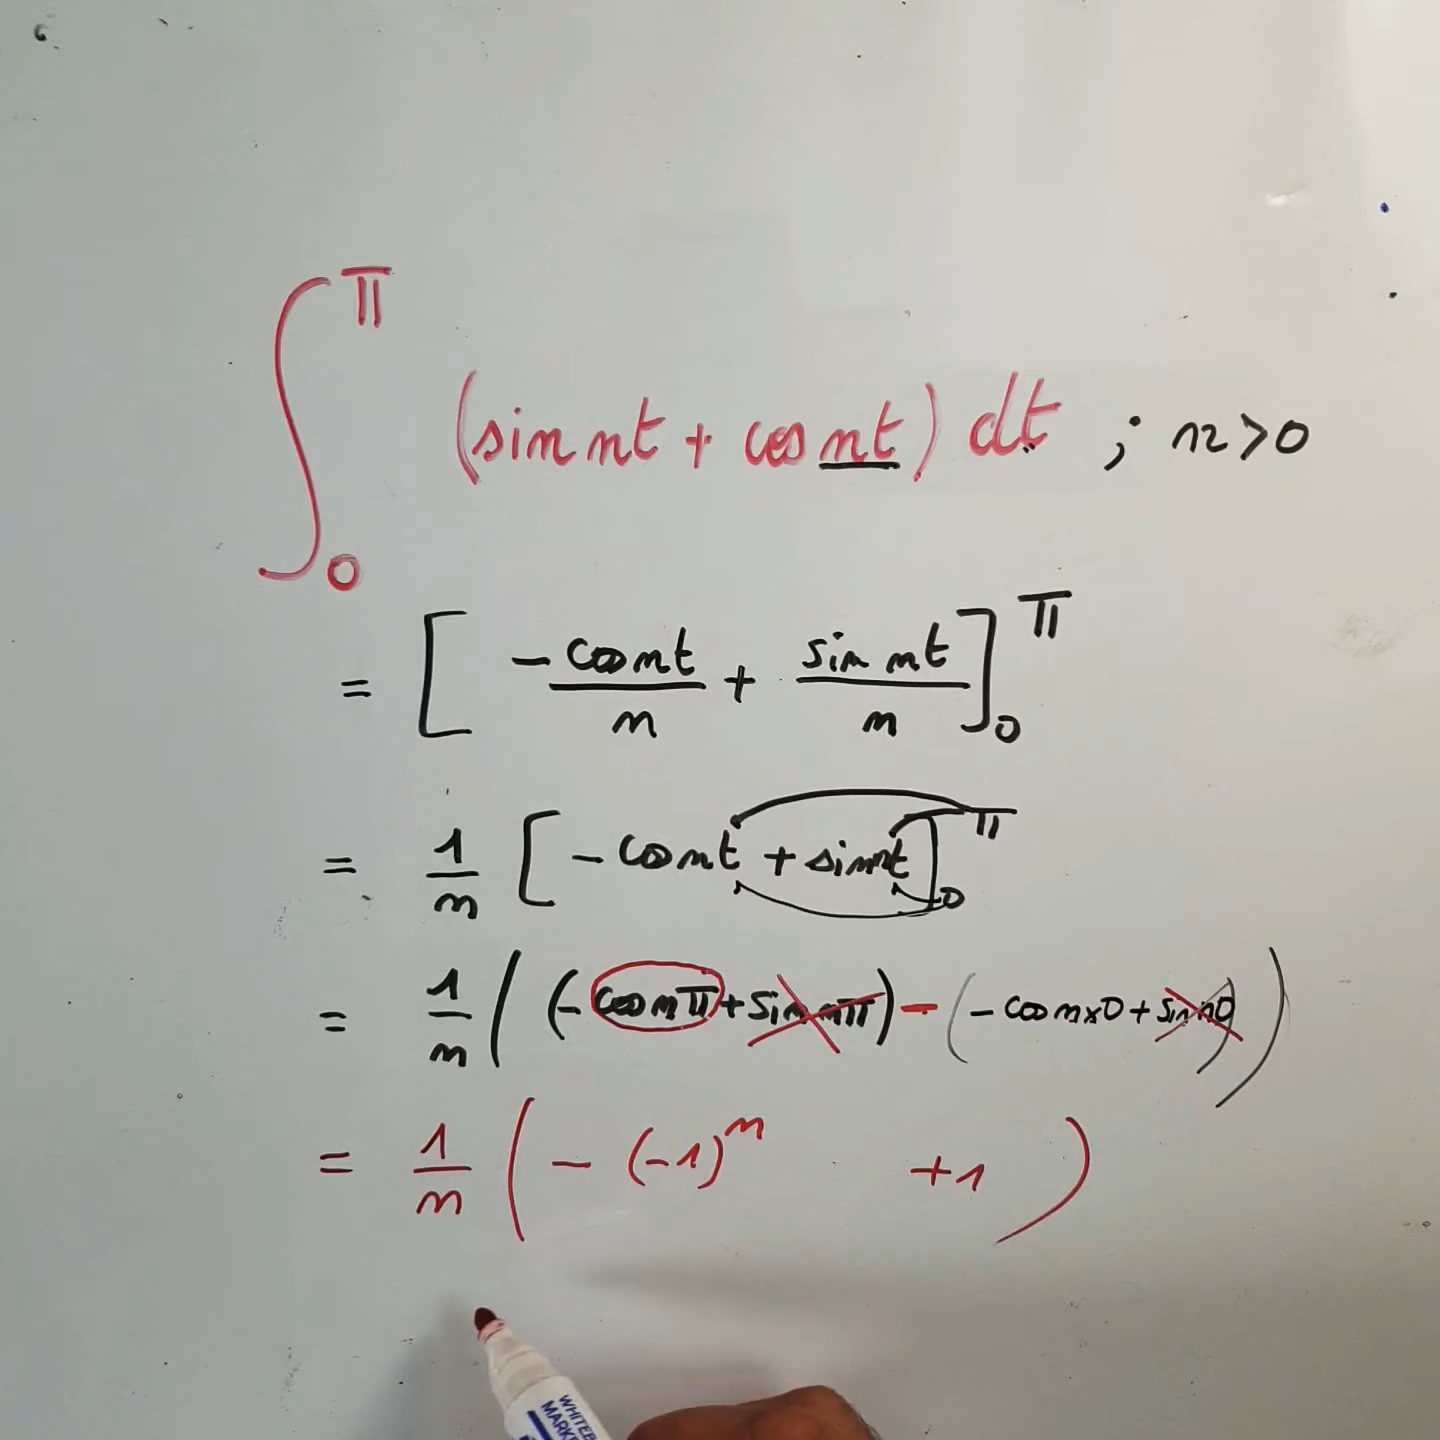 ∫₀^π (sin nt + cos nt) dt ; n>0
= [ -cos nt/n + sin nt/n ]₀^π
= 1/n [ -cos nt + sin nt ]₀^π
= 1/n ( (-cos nπ + sin nπ) - (-cos n×0 + sin n0) )
= 1/n ( -(-1)^n +1 )
WHITEB
MARKE